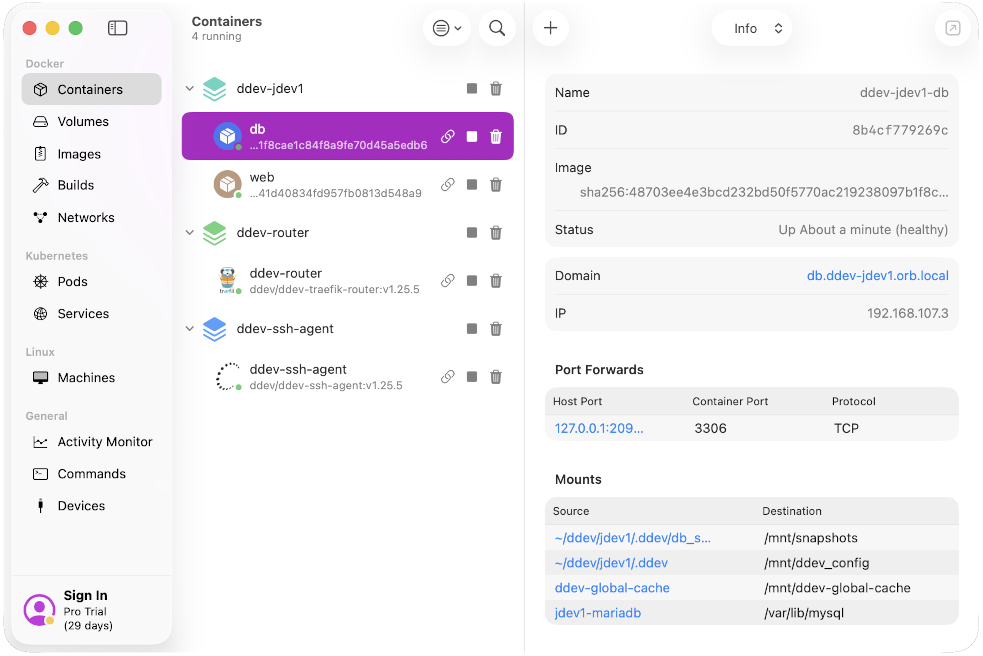 Docker
Containers
Volumes
Images
Builds
Networks
Kubernetes
Pods
Services
Linux
Machines
General
Activity Monitor
Commands
Devices
Sign In
Pro Trial
(29 days)
Containers
4 running
ddev-jdev1
db
...1f8cae1c84f8a9fe70d45a5edb6
web
...41d40834fd957fb0813d548a9
ddev-router
ddev-router
ddev/ddev-traefik-router:v1.25.5
ddev-ssh-agent
ddev-ssh-agent
ddev/ddev-ssh-agent:v1.25.5
Info
Name ddev-jdev1-db
ID 8b4cf779269c
Image
sha256:48703ee4e3bcd232bd50f5770ac219238097b1f8c...
Status Up About a minute (healthy)
Domain db.ddev-jdev1.orb.local
IP 192.168.107.3
Port Forwards
Host Port Container Port Protocol
127.0.0.1:209... 3306 TCP
Mounts
Source Destination
~/ddev/jdev1/.ddev/db_s... /mnt/snapshots
~/ddev/jdev1/.ddev /mnt/ddev_config
ddev-global-cache /mnt/ddev-global-cache
jdev1-mariadb /var/lib/mysql